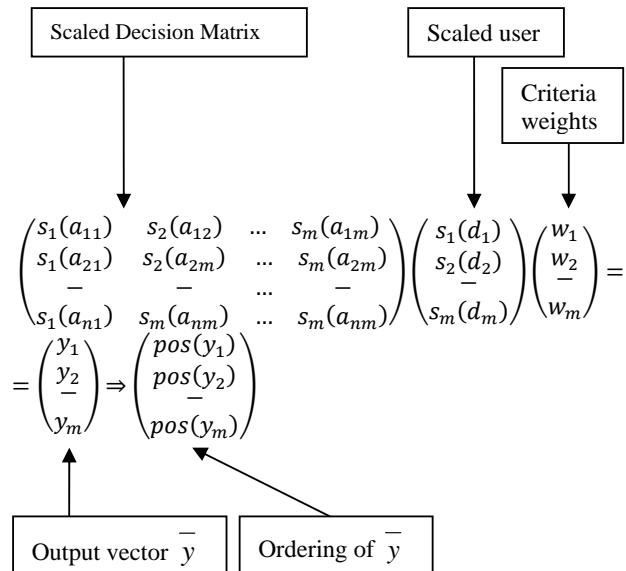 Scaled Decision Matrix
Scaled user
Criteria
weights
s₁(a₁₁) s₂(a₁₂) … sₘ(a₁ₘ) s₁(d₁) w₁
s₁(a₂₁) s₂(a₂ₘ) … sₘ(a₂ₘ) s₂(d₂) w₂
− − … − − − =
s₁(aₙ₁) sₘ(aₙₘ) … sₘ(aₙₘ) sₘ(dₘ) wₘ
y₁ pos(y₁)
y₂ pos(y₂)
= − ⇒ −
yₘ pos(yₘ)
Output vector y̅
Ordering of y̅